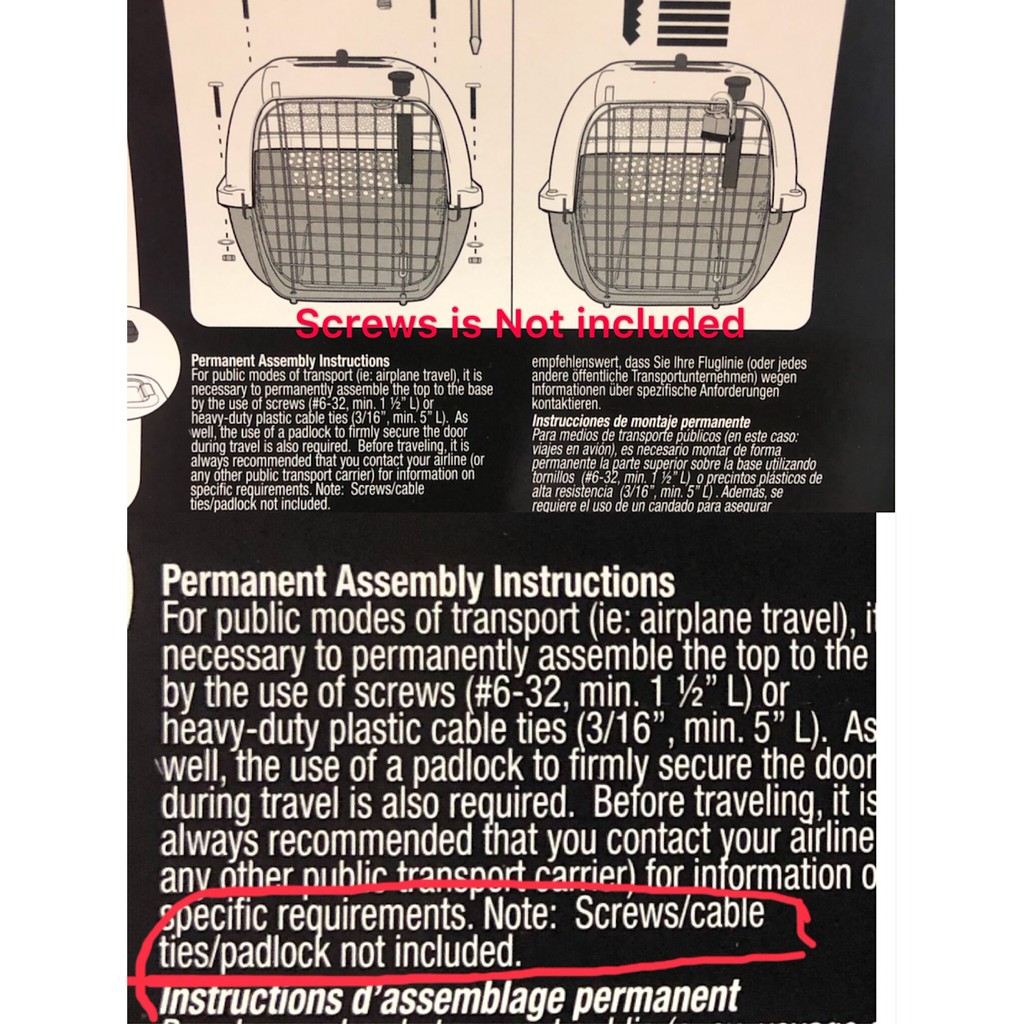 Screws is Not included
Permanent Assembly Instructions
For public modes of transport (ie: airplane travel), it is
necessary to permanently assemble the top to the base
by the use of screws (#6-32, min. 1 ½” L) or
heavy-duty plastic cable ties (3/16”, min. 5” L). As
well, the use of a padlock to firmly secure the door
during travel is also required. Before traveling, it is
always recommended that you contact your airline (or
any other public transport carrier) for information on
specific requirements. Note: Screws/cable
ties/padlock not included.
empfehlenswert, dass Sie Ihre Fluglinie (oder jedes
andere öffentliche Transportunternehmen) wegen
Informationen über spezifische Anforderungen
kontaktieren.
Instrucciones de montaje permanente
Para medios de transporte públicos (en este caso:
viajes en avión), es necesario montar de forma
permanente la parte superior sobre la base utilizando
tornillos (#6-32, min. 1 ½” L) o precintos plásticos de
alta resistencia (3/16”, min. 5” L). Además, se
requiere el uso de un candado para asegurar
Permanent Assembly Instructions
For public modes of transport (ie: airplane travel), it
necessary to permanently assemble the top to the
by the use of screws (#6-32, min. 1 ½” L) or
heavy-duty plastic cable ties (3/16”, min. 5” L). As
well, the use of a padlock to firmly secure the door
during travel is also required. Before traveling, it is
always recommended that you contact your airline
any other public transport carrier) for information o
specific requirements. Note: Screws/cable
ties/padlock not included.
Instructions d’assemblage permanent